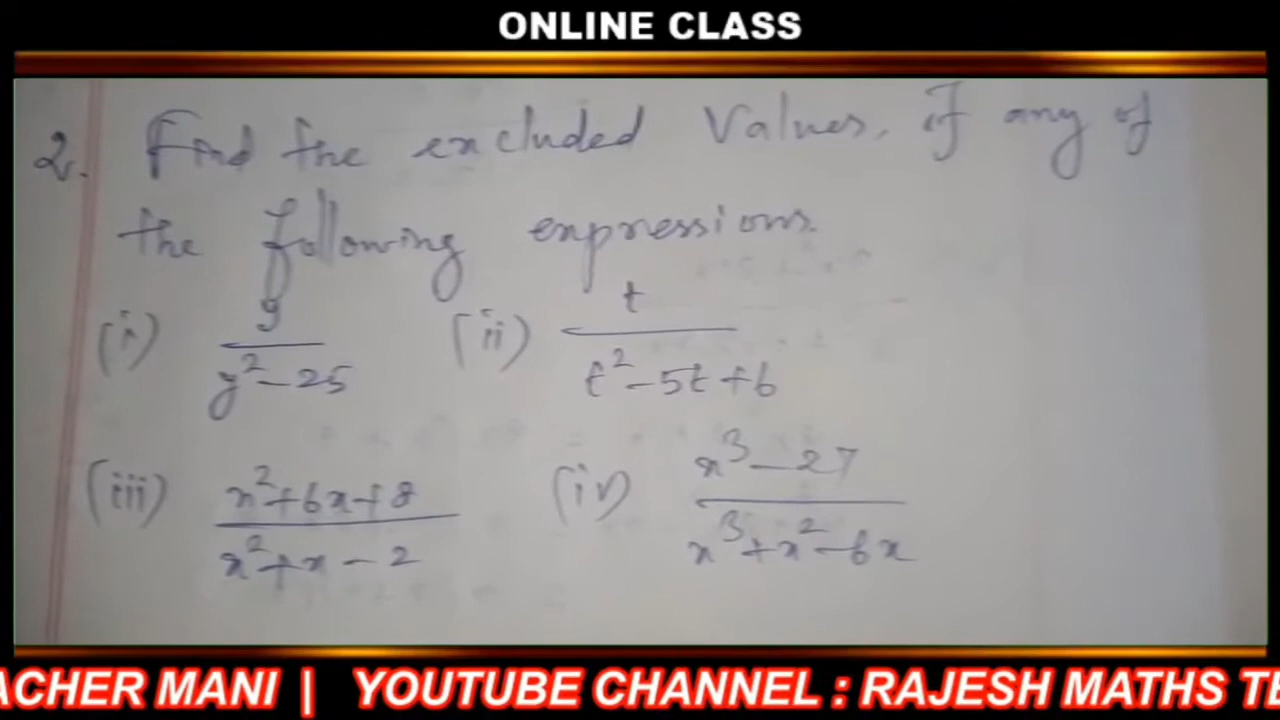 ONLINE CLASS
2. Find the excluded Values, if any of
the following expressions.
(i) y / y² - 25 (ii) t / t² - 5t + 6
(iii) x² + 6x + 8 / x² + x - 2 (iv) x³ - 27 / x³ + x² - 6x
ACHER MANI | YOUTUBE CHANNEL : RAJESH MATHS TE